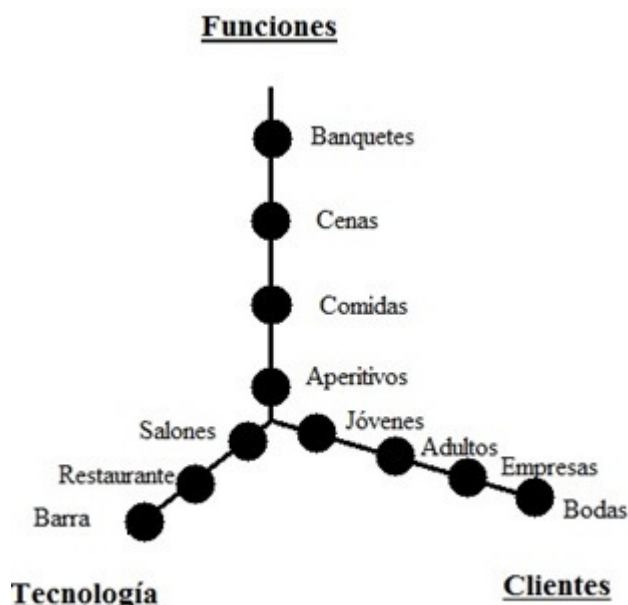 Funciones
Banquetes
Cenas
Comidas
Aperitivos
Salones
Jóvenes
Restaurante
Adultos
Barra
Empresas
Bodas
Tecnología
Clientes